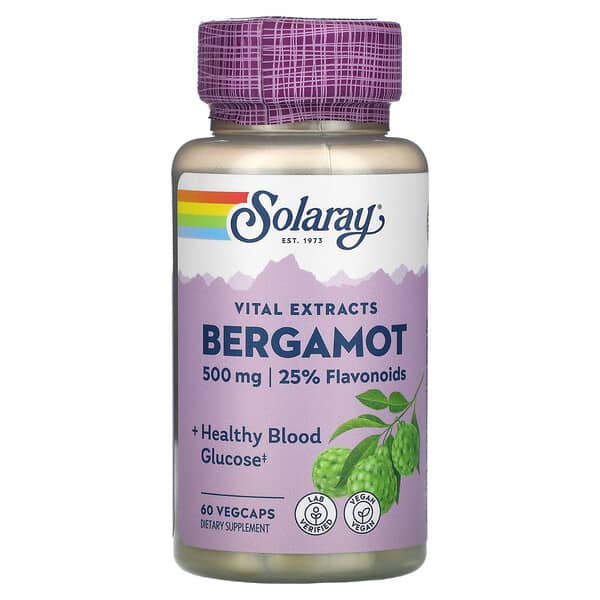 Solaray®
EST. 1973
VITAL EXTRACTS
BERGAMOT
500 mg | 25% Flavonoids
+ Healthy Blood
Glucose‡
60 VEGCAPS
DIETARY SUPPLEMENT
LAB VERIFIED
VEGAN VEGAN